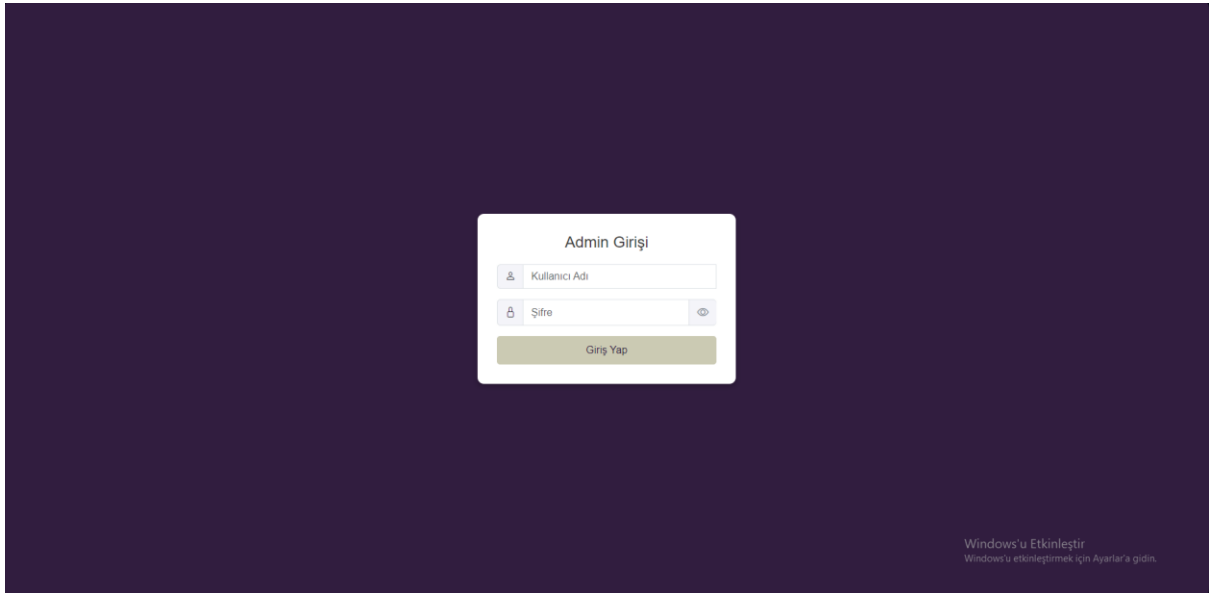 Admin Girişi
Kullanıcı Adı
Şifre
Giriş Yap
Windows'u Etkinleştir
Windows'u etkinleştirmek için Ayarlar'a gidin.